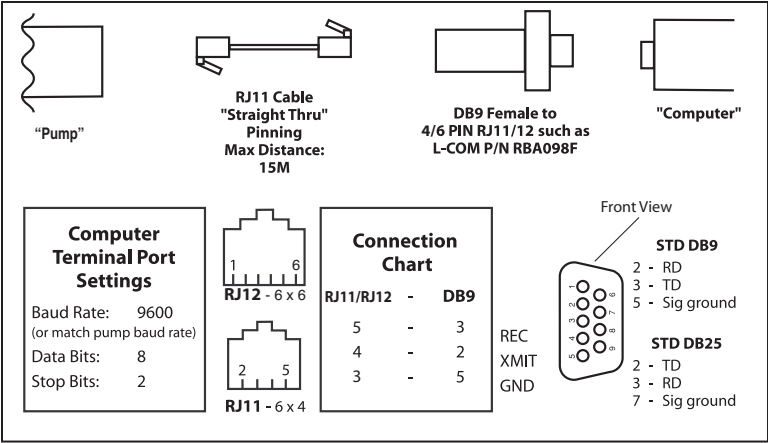 “Pump”
RJ11 Cable
"Straight Thru"
Pinning
Max Distance:
15M
DB9 Female to
4/6 PIN RJ11/12 such as
L-COM P/N RBA098F
"Computer"
Computer
Terminal Port
Settings
Baud Rate: 9600
(or match pump baud rate)
Data Bits: 8
Stop Bits: 2
1 6
RJ12 - 6 x 6
2 5
RJ11 - 6 x 4
Connection
Chart
RJ11/RJ12 - DB9
5 - 3 REC
4 - 2 XMIT
3 - 5 GND
Front View
1 2 3 4 5
6 7 8 9
STD DB9
2 - RD
3 - TD
5 - Sig ground
STD DB25
2 - TD
3 - RD
7 - Sig ground